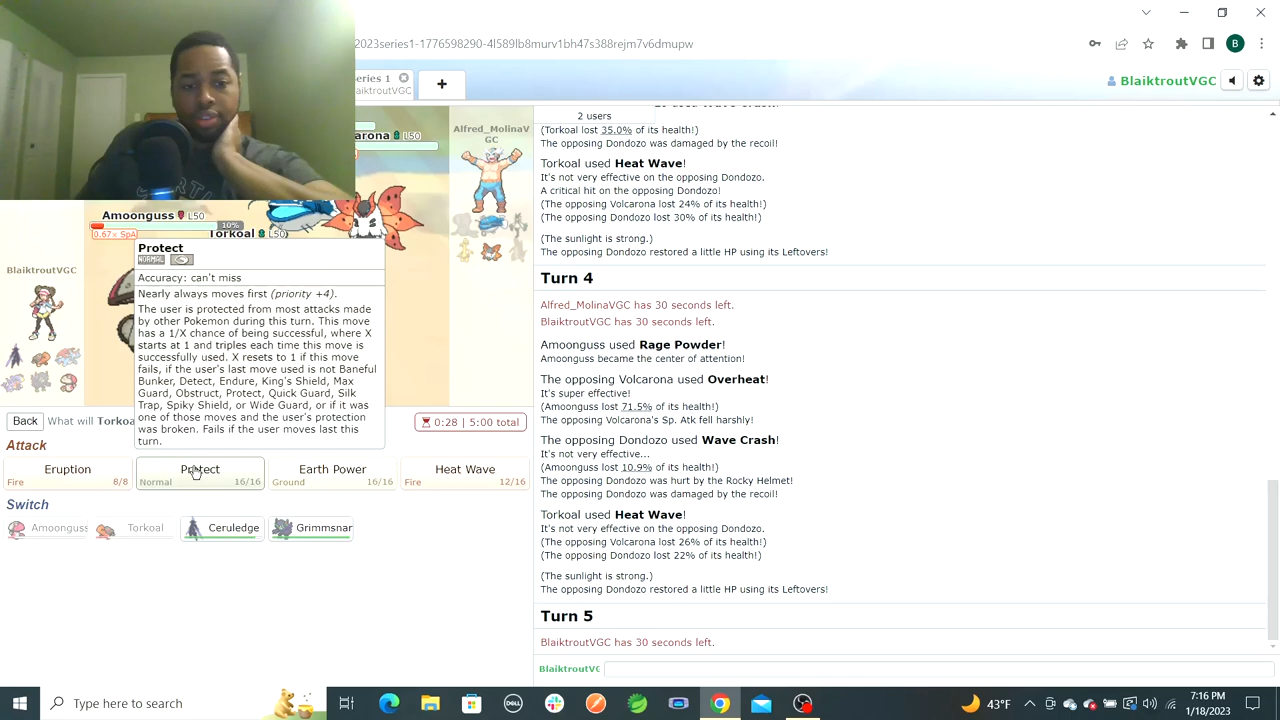 2023series1-1776598290-4l589lb8murv1bh47s388rejm7v6dmupw
B
eries 1
aiktroutVGC
+
BlaiktroutVGC
2 users
(Torkoal lost 35.0% of its health!)
The opposing Dondozo was damaged by the recoil!
Torkoal used Heat Wave!
It's not very effective on the opposing Dondozo.
A critical hit on the opposing Dondozo!
(The opposing Volcarona lost 24% of its health!)
(The opposing Dondozo lost 30% of its health!)
(The sunlight is strong.)
The opposing Dondozo restored a little HP using its Leftovers!
Turn 4
Alfred_MolinaVGC has 30 seconds left.
BlaiktroutVGC has 30 seconds left.
Amoonguss used Rage Powder!
Amoonguss became the center of attention!
The opposing Volcarona used Overheat!
It's super effective!
(Amoonguss lost 71.5% of its health!)
The opposing Volcarona's Sp. Atk fell harshly!
The opposing Dondozo used Wave Crash!
It's not very effective...
(Amoonguss lost 10.9% of its health!)
The opposing Dondozo was hurt by the Rocky Helmet!
The opposing Dondozo was damaged by the recoil!
Torkoal used Heat Wave!
It's not very effective on the opposing Dondozo.
(The opposing Volcarona lost 26% of its health!)
(The opposing Dondozo lost 22% of its health!)
(The sunlight is strong.)
The opposing Dondozo restored a little HP using its Leftovers!
Turn 5
BlaiktroutVGC has 30 seconds left.
BlaiktroutVC
arona L50
Alfred_MolinaV
GC
Amoonguss L50
10%
0.67× SpA
Torkoal L50
BlaiktroutVGC
Protect
NORMAL
Accuracy: can't miss
Nearly always moves first (priority +4).
The user is protected from most attacks made
by other Pokemon during this turn. This move
has a 1/X chance of being successful, where X
starts at 1 and triples each time this move is
successfully used. X resets to 1 if this move
fails, if the user's last move used is not Baneful
Bunker, Detect, Endure, King's Shield, Max
Guard, Obstruct, Protect, Quick Guard, Silk
Trap, Spiky Shield, or Wide Guard, or if it was
one of those moves and the user's protection
was broken. Fails if the user moves last this
turn.
Back What will Torko
0:28 | 5:00 total
Attack
Eruption
Fire 8/8
Protect
Normal 16/16
Earth Power
Ground 16/16
Heat Wave
Fire 12/16
Switch
Amoonguss
Torkoal
Ceruledge
Grimmsnar
Type here to search
43°F
7:16 PM
1/18/2023